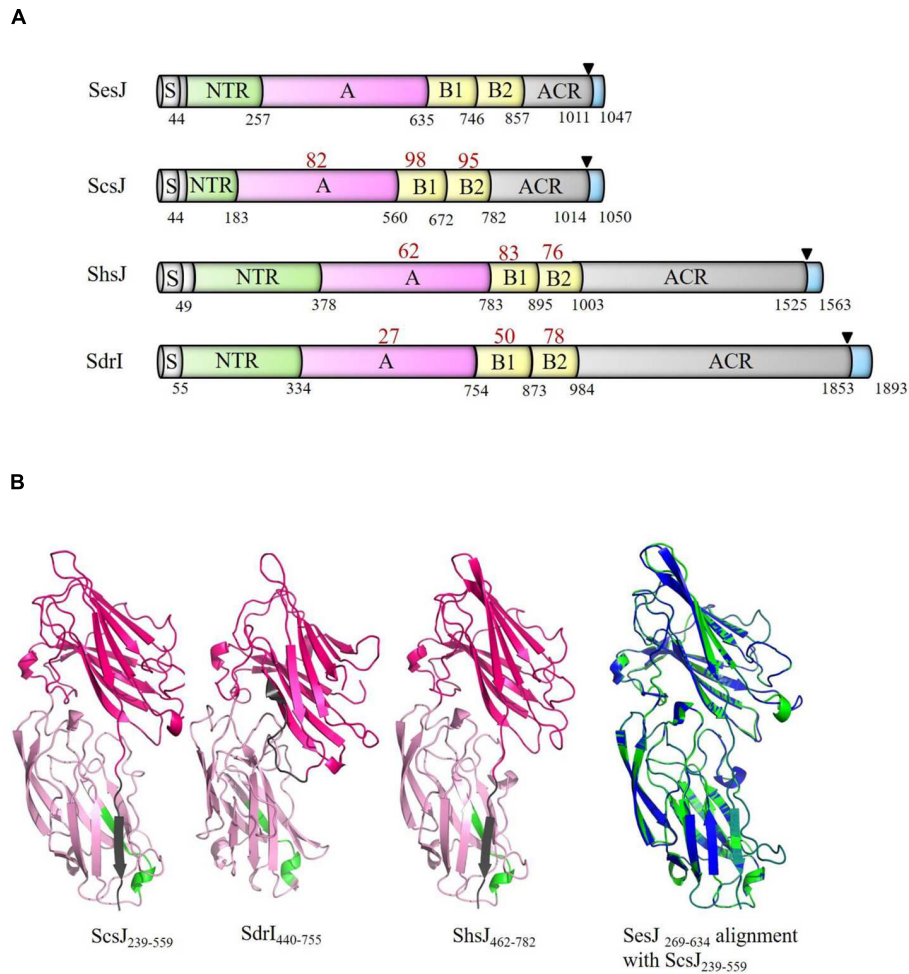 A
SesJ S NTR A B1 B2 ACR
44 257 635 746 857 1011 1047
82 98 95
ScsJ S NTR A B1 B2 ACR
44 183 560 672 782 1014 1050
62 83 76
ShsJ S NTR A B1 B2 ACR
49 378 783 895 1003 1525 1563
27 50 78
SdrI S NTR A B1 B2 ACR
55 334 754 873 984 1853 1893
B
ScsJ239-559 SdrI440-755 ShsJ462-782 SesJ 269-634 alignment
with ScsJ239-559